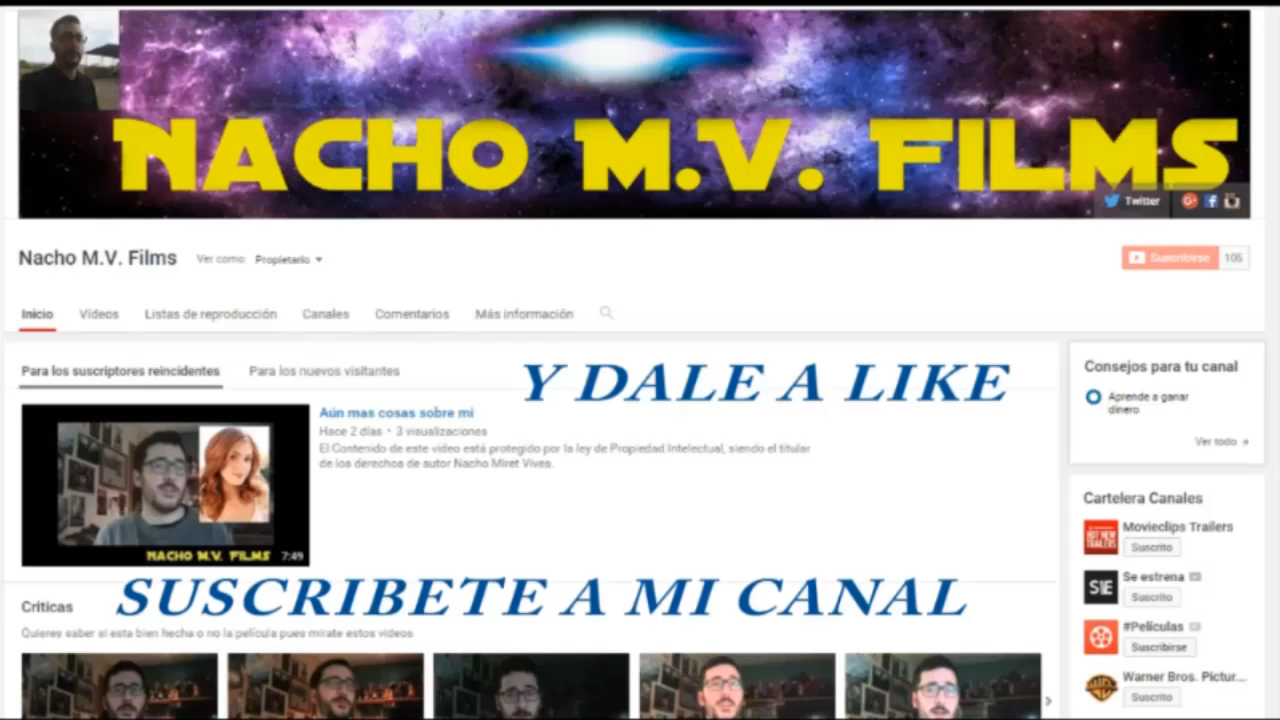 NACHO M.V. FILMS
Twitter
Nacho M.V. Films Ver como: Propietario
Suscribirse 105
Inicio Vídeos Listas de reproducción Canales Comentarios Más información
Para los suscriptores reincidentes Para los nuevos visitantes
Y DALE A LIKE
Aún mas cosas sobre mi
Hace 2 días • 3 visualizaciones
El Contenido de este video está protegido por la ley de Propiedad Intelectual, siendo el titular
de los derechos de autor Nacho Miret Vives.
NACHO M.V. FILMS 7:49
SUSCRIBETE A MI CANAL
Criticas
Quieres saber si esta bien hecha o no la película pues mirate estos videos
Consejos para tu canal
Aprende a ganar
dinero
Ver todo »
Cartelera Canales
HOT NEW
TRAILERS
Movieclips Trailers
Suscrito
S|E
Se estrena
Suscrito
#Películas
Suscribirse
Warner Bros. Pictur...
Suscrito